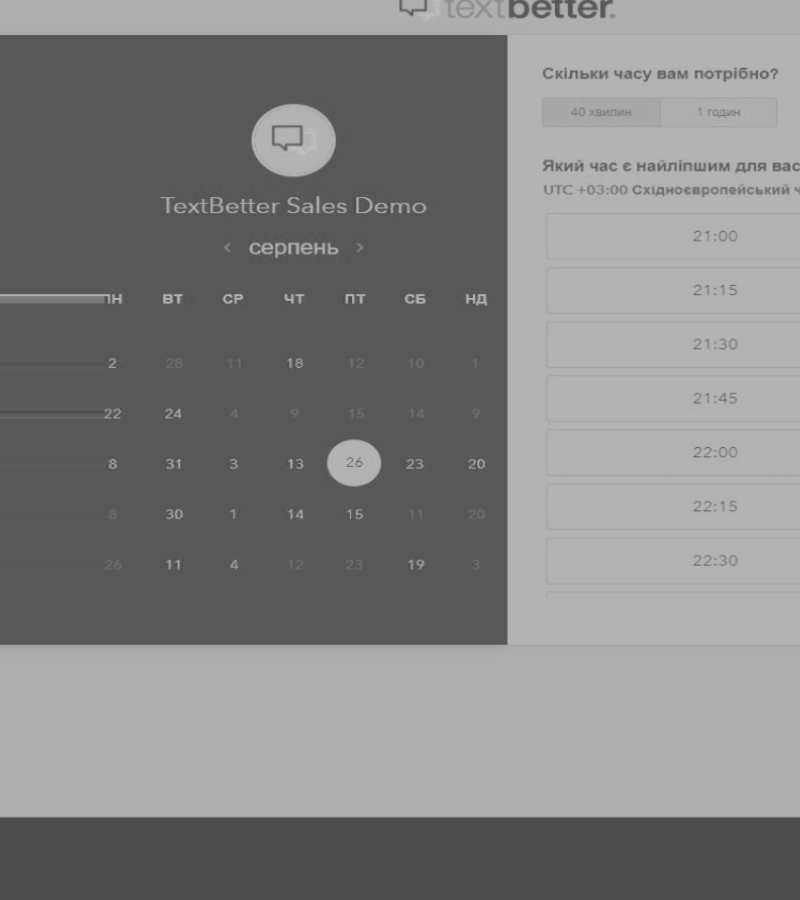 textbetter.
TextBetter Sales Demo
‹ серпень ›
ПН ВТ СР ЧТ ПТ СБ НД
2 28 11 18 12 10 1
22 24 4 9 15 14 9
8 31 3 13 26 23 20
8 30 1 14 15 11 20
26 11 4 12 23 19 3
Скільки часу вам потрібно?
40 хвилин 1 годин
Який час є найліпшим для вас
UTC +03:00 Східноєвропейський ч
21:00
21:15
21:30
21:45
22:00
22:15
22:30